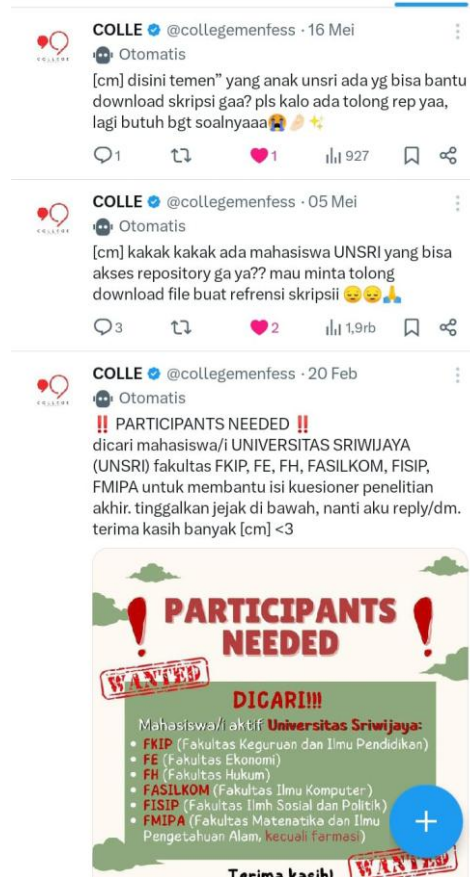 COLLE @collegemenfess · 16 Mei
Otomatis
[cm] disini temen” yang anak unsri ada yg bisa bantu
download skripsi gaa? pls kalo ada tolong rep yaa,
lagi butuh bgt soalnyaaa😭🤌🏻✨
1 1 927
COLLE @collegemenfess · 05 Mei
Otomatis
[cm] kakak kakak ada mahasiswa UNSRI yang bisa
akses repository ga ya?? mau minta tolong
download file buat refrensi skripsii 😔😔🙏
3 2 1,9rb
COLLE @collegemenfess · 20 Feb
Otomatis
‼️ PARTICIPANTS NEEDED ‼️
dicari mahasiswa/i UNIVERSITAS SRIWIJAYA
(UNSRI) fakultas FKIP, FE, FH, FASILKOM, FISIP,
FMIPA untuk membantu isi kuesioner penelitian
akhir. tinggalkan jejak di bawah, nanti aku reply/dm.
terima kasih banyak [cm] <3
! PARTICIPANTS !
NEEDED
WANTED
DICARI!!!
Mahasiswa/i aktif Universitas Sriwijaya:
• FKIP (Fakultas Keguruan dan Ilmu Pendidikan)
• FE (Fakultas Ekonomi)
• FH (Fakultas Hukum)
• FASILKOM (Fakultas Ilmu Komputer)
• FISIP (Fakultas Ilmh Sosial dan Politik)
• FMIPA (Fakultas Matenatika dan Ilmu
Pengetahuan Alam, kecuali farmasi)
Terima kasih!
WANTED